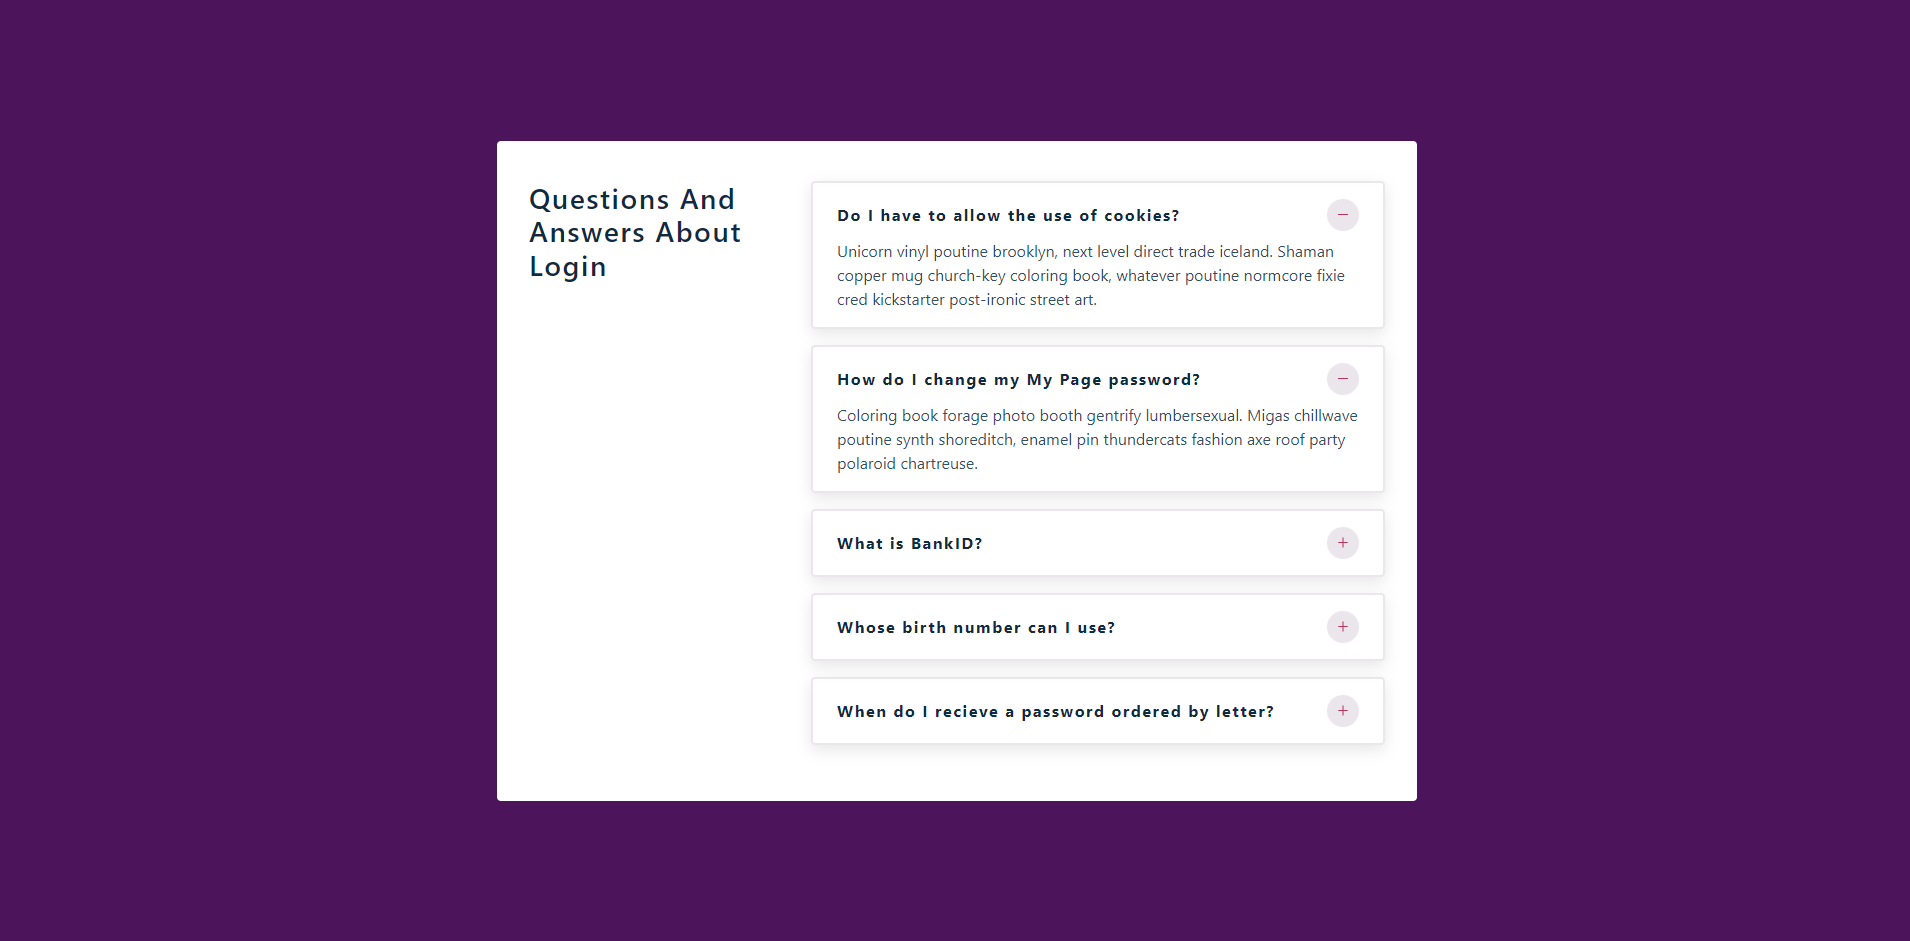 Questions And
Answers About
Login
Do I have to allow the use of cookies?
Unicorn vinyl poutine brooklyn, next level direct trade iceland. Shaman
copper mug church-key coloring book, whatever poutine normcore fixie
cred kickstarter post-ironic street art.
How do I change my My Page password?
Coloring book forage photo booth gentrify lumbersexual. Migas chillwave
poutine synth shoreditch, enamel pin thundercats fashion axe roof party
polaroid chartreuse.
What is BankID?
Whose birth number can I use?
When do I recieve a password ordered by letter?